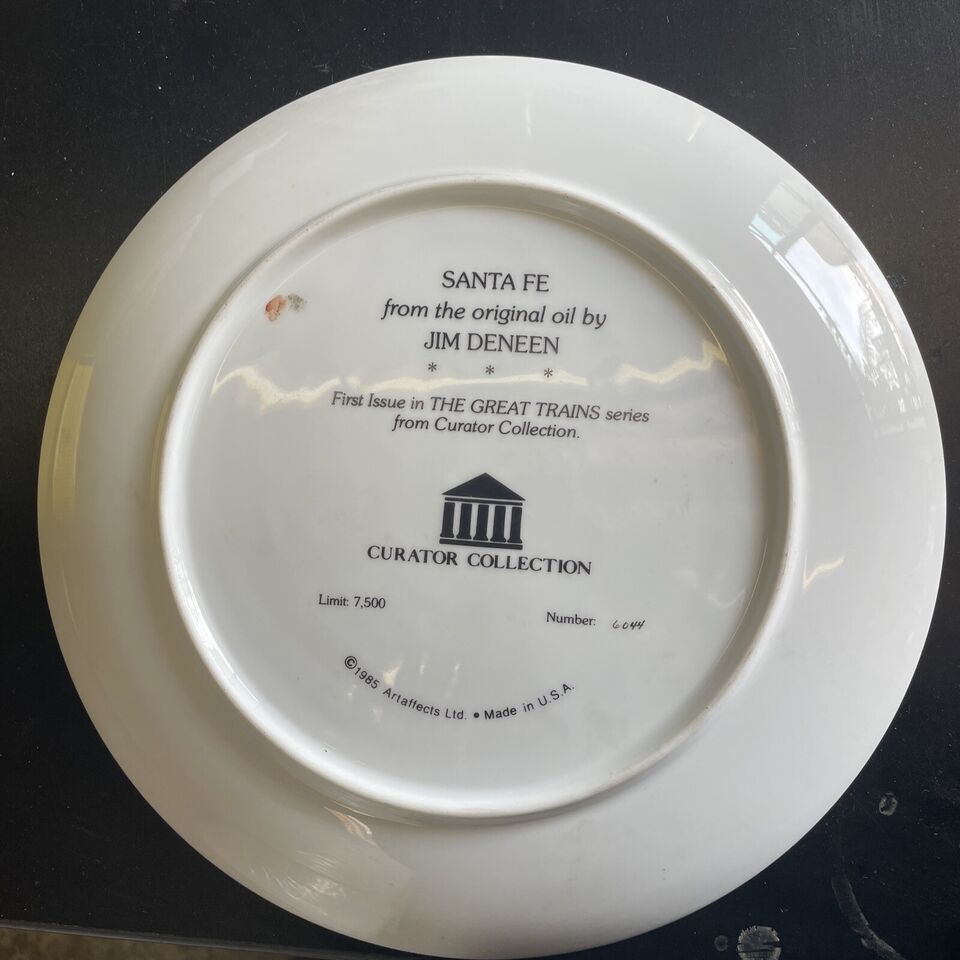 SANTA FE
from the original oil by
JIM DENEEN
* * *
First Issue in THE GREAT TRAINS series
from Curator Collection.
CURATOR COLLECTION
Limit: 7,500
Number: 6044
©1985 Artaffects Ltd. • Made in U.S.A.